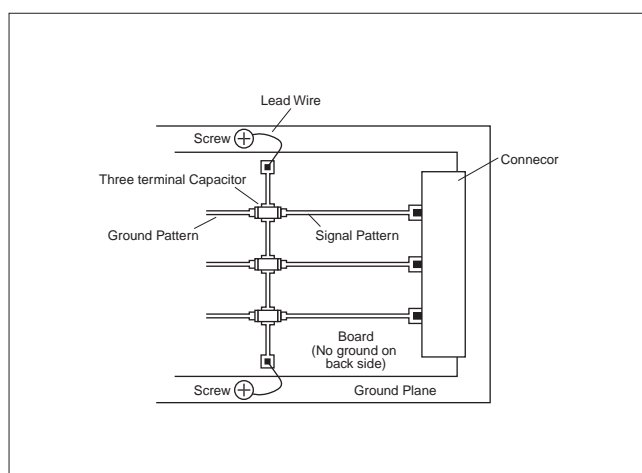 Lead Wire
Screw
Connecor
Three terminal Capacitor
Ground Pattern
Signal Pattern
Board
(No ground on
back side)
Screw
Ground Plane